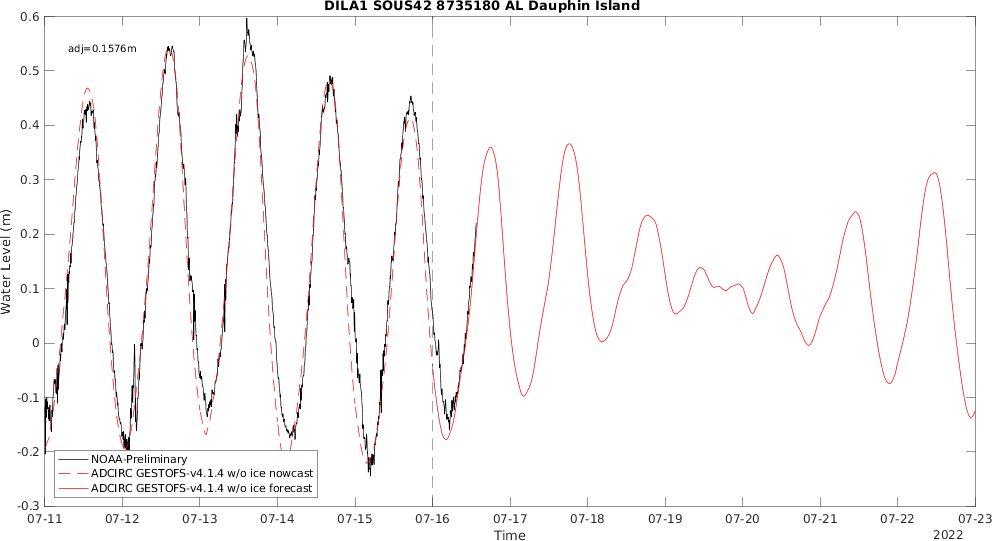 DILA1 SOUS42 8735180 AL Dauphin Island
adj=0.1576m
Water Level (m)
0.6
0.5
0.4
0.3
0.2
0.1
0
-0.1
-0.2
-0.3
NOAA-Preliminary
ADCIRC GESTOFS-v4.1.4 w/o ice nowcast
ADCIRC GESTOFS-v4.1.4 w/o ice forecast
07-11 07-12 07-13 07-14 07-15 07-16 07-17 07-18 07-19 07-20 07-21 07-22 07-23
Time
2022